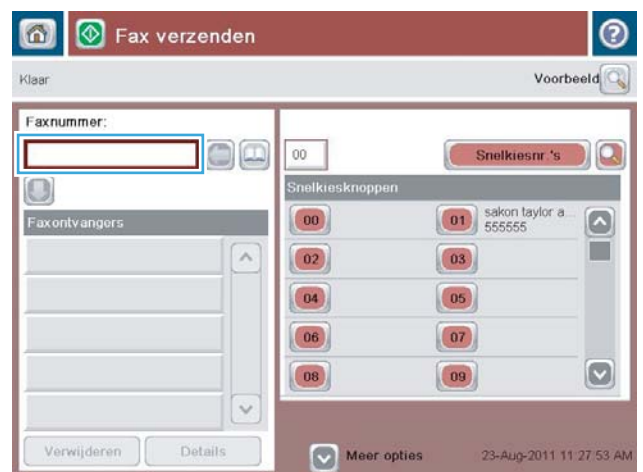 Fax verzenden
Klaar
Voorbeeld
Faxnummer:
00
Snelkiesnr.'s
Snelkiesknoppen
Faxontvangers
00
01 sakon taylor a...
555555
02
03
04
05
06
07
08
09
Verwijderen
Details
Meer opties
23-Aug-2011 11:27:53 AM